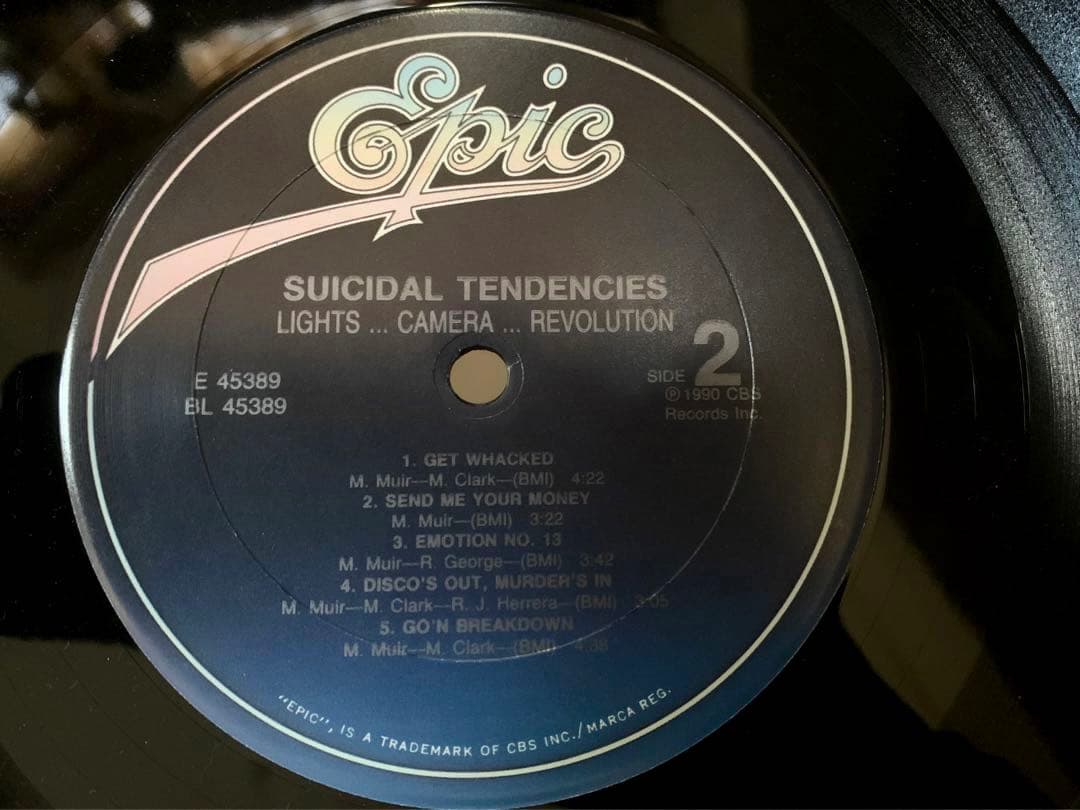 Epic
SUICIDAL TENDENCIES
LIGHTS ... CAMERA ... REVOLUTION
E 45389
BL 45389
SIDE 2
℗ 1990 CBS
Records Inc.
1. GET WHACKED
M. Muir—M. Clark—(BMI) 4:22
2. SEND ME YOUR MONEY
M. Muir—(BMI) 3:22
3. EMOTION NO. 13
M. Muir—R. George—(BMI) 3:42
4. DISCO'S OUT, MURDER'S IN
M. Muir—M. Clark—R. J. Herrera—(BMI) 3:05
5. GO'N BREAKDOWN
M. Muir—M. Clark—(BMI)
"EPIC", IS A TRADEMARK OF CBS INC./MARCA REG.